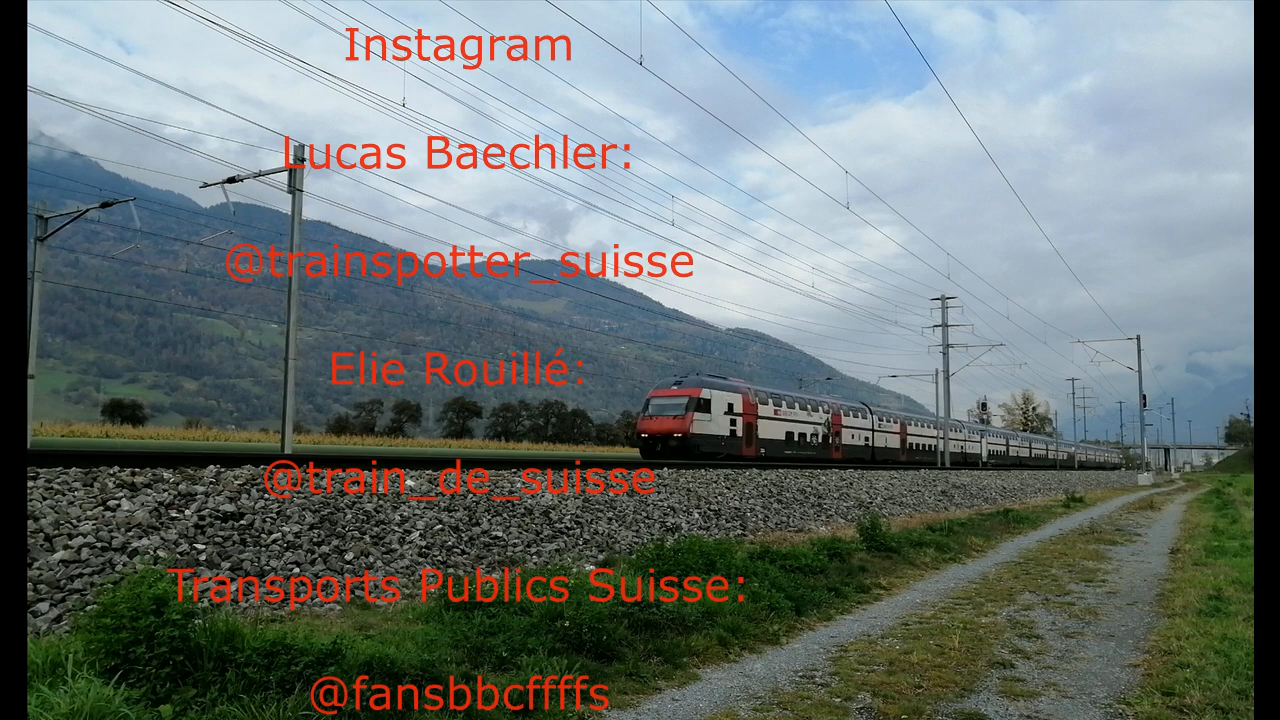 Instagram
Lucas Baechler:
@trainspotter_suisse
Elie Rouillé:
@train_de_suisse
Transports Publics Suisse:
@fansbbcffffs